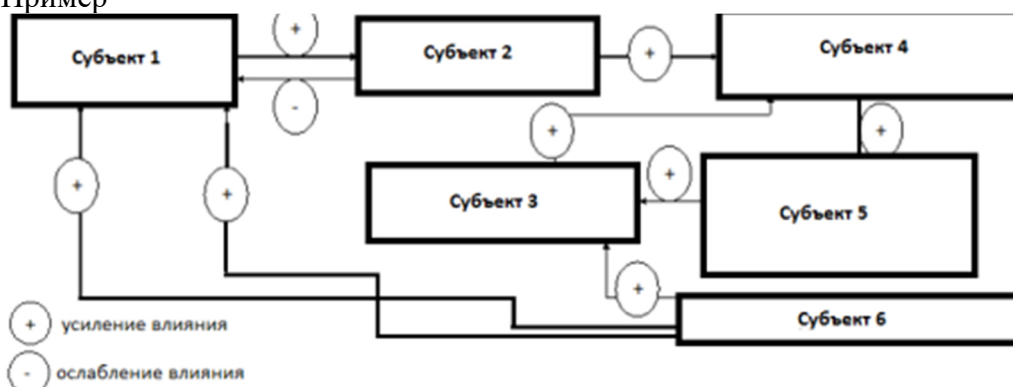 Пример
+
Субъект 1
Субъект 2
+
Субъект 4
-
+
+
+
+
+
Субъект 3
Субъект 5
+
Субъект 6
+ усиление влияния
- ослабление влияния